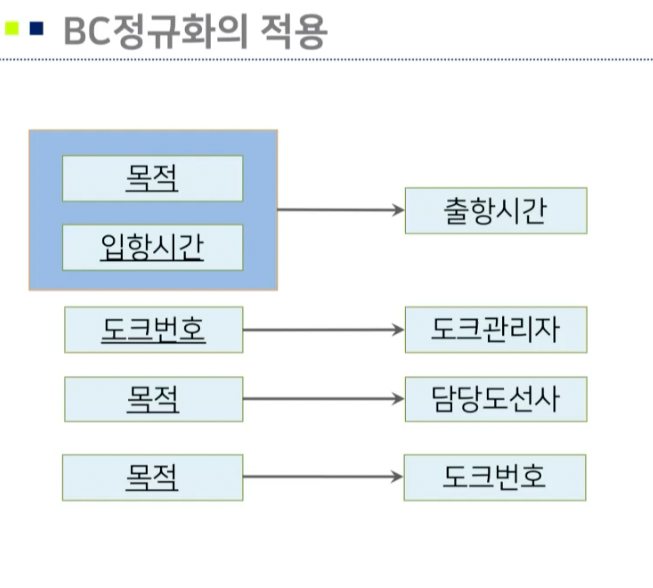 BC정규화의 적용
목적
입항시간
출항시간
도크번호
도크관리자
목적
담당도선사
목적
도크번호